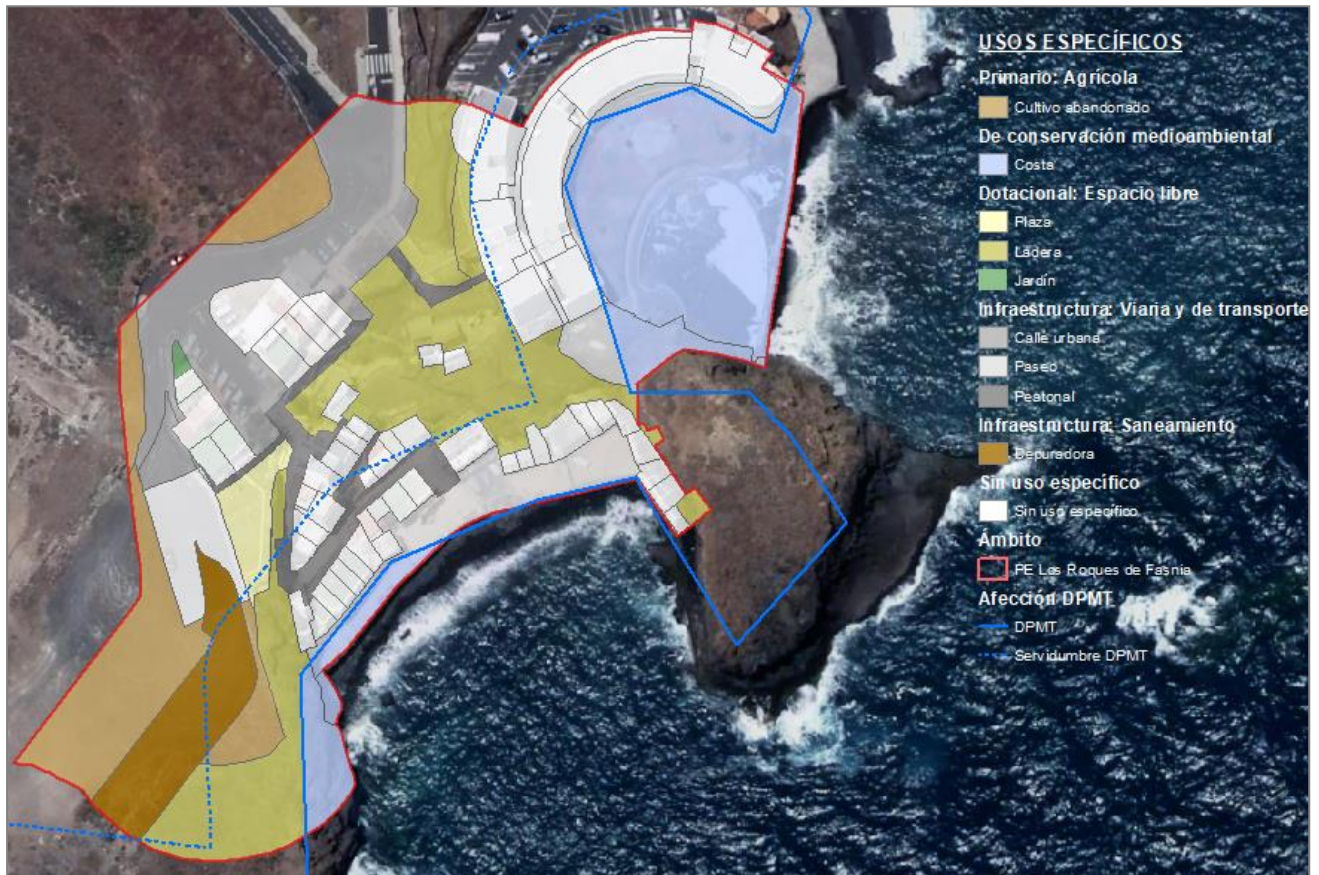 USOS ESPECÍFICOS
Primario: Agrícola
Cultivo abandonado
De conservación medioambiental
Costa
Dotacional: Espacio libre
Plaza
Ladera
Jardín
Infraestructura: Viaria y de transporte
Calle urbana
Paseo
Peatonal
Infraestructura: Saneamiento
Depuradora
Sin uso específico
Sin uso específico
Ámbito
PE Los Roques de Fasnia
Afección DPMT
DPMT
Servidumbre DPMT